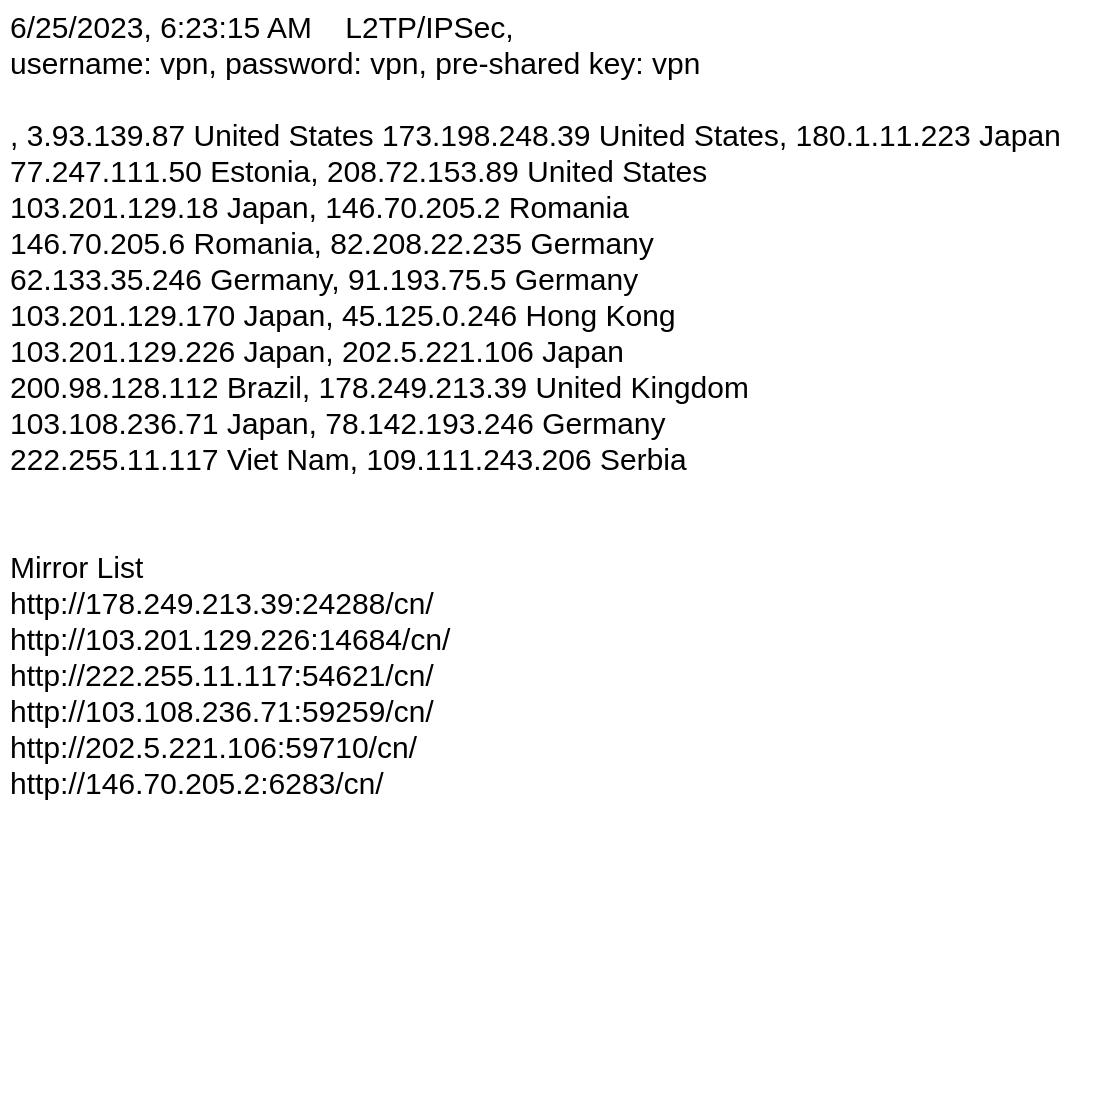 6/25/2023, 6:23:15 AM    L2TP/IPSec,
username: vpn, password: vpn, pre-shared key: vpn
, 3.93.139.87 United States 173.198.248.39 United States, 180.1.11.223 Japan
77.247.111.50 Estonia, 208.72.153.89 United States
103.201.129.18 Japan, 146.70.205.2 Romania
146.70.205.6 Romania, 82.208.22.235 Germany
62.133.35.246 Germany, 91.193.75.5 Germany
103.201.129.170 Japan, 45.125.0.246 Hong Kong
103.201.129.226 Japan, 202.5.221.106 Japan
200.98.128.112 Brazil, 178.249.213.39 United Kingdom
103.108.236.71 Japan, 78.142.193.246 Germany
222.255.11.117 Viet Nam, 109.111.243.206 Serbia
Mirror List
http://178.249.213.39:24288/cn/
http://103.201.129.226:14684/cn/
http://222.255.11.117:54621/cn/
http://103.108.236.71:59259/cn/
http://202.5.221.106:59710/cn/
http://146.70.205.2:6283/cn/